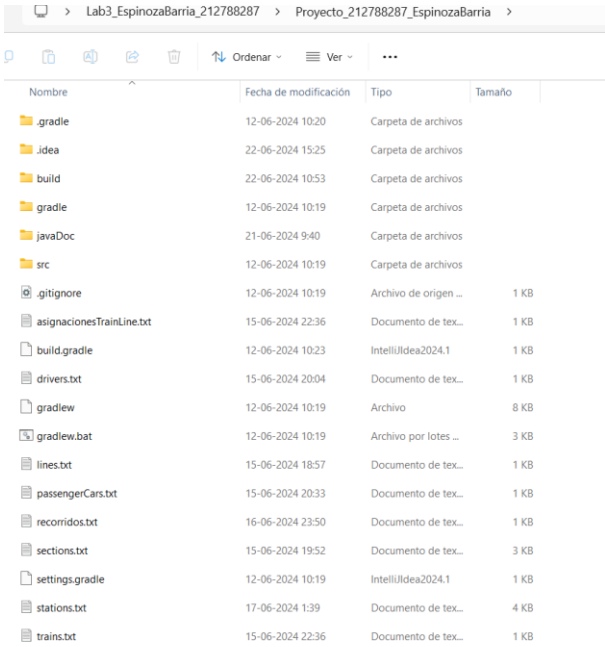 Lab3_EspinozaBarria_212788287 > Proyecto_212788287_EspinozaBarria >
Ordenar Ver ...
Nombre Fecha de modificación Tipo Tamaño
.gradle 12-06-2024 10:20 Carpeta de archivos
.idea 22-06-2024 15:25 Carpeta de archivos
build 22-06-2024 10:53 Carpeta de archivos
gradle 12-06-2024 10:19 Carpeta de archivos
javaDoc 21-06-2024 9:40 Carpeta de archivos
src 12-06-2024 10:19 Carpeta de archivos
.gitignore 12-06-2024 10:19 Archivo de origen ... 1 KB
asignacionesTrainLine.txt 15-06-2024 22:36 Documento de tex... 1 KB
build.gradle 12-06-2024 10:23 IntelliJIdea2024.1 1 KB
drivers.txt 15-06-2024 20:04 Documento de tex... 1 KB
gradlew 12-06-2024 10:19 Archivo 8 KB
gradlew.bat 12-06-2024 10:19 Archivo por lotes ... 3 KB
lines.txt 15-06-2024 18:57 Documento de tex... 1 KB
passengerCars.txt 15-06-2024 20:33 Documento de tex... 1 KB
recorridos.txt 16-06-2024 23:50 Documento de tex... 1 KB
sections.txt 15-06-2024 19:52 Documento de tex... 3 KB
settings.gradle 12-06-2024 10:19 IntelliJIdea2024.1 1 KB
stations.txt 17-06-2024 1:39 Documento de tex... 4 KB
trains.txt 15-06-2024 22:36 Documento de tex... 1 KB